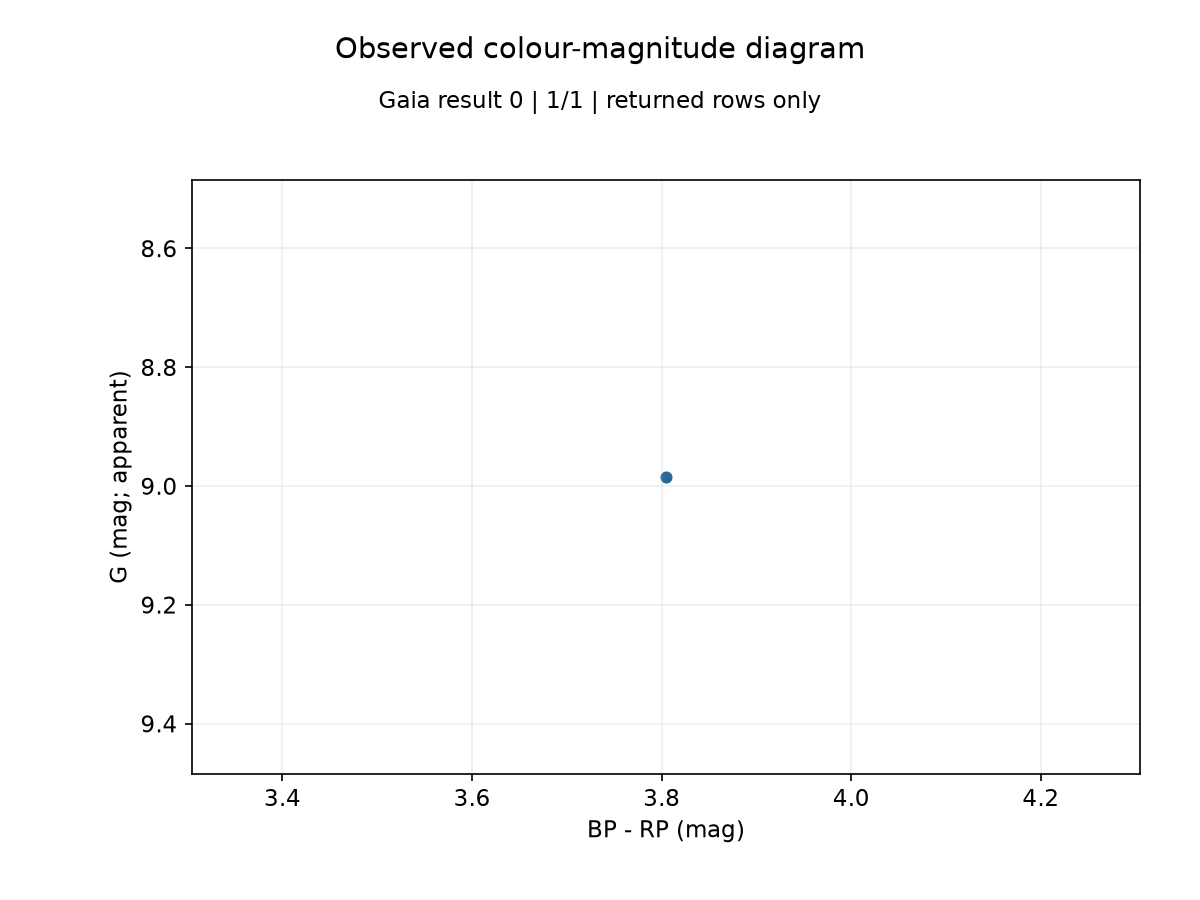 Observed colour-magnitude diagram
Gaia result 0 | 1/1 | returned rows only
G (mag; apparent)
8.6
8.8
9.0
9.2
9.4
3.4 3.6 3.8 4.0 4.2
BP - RP (mag)